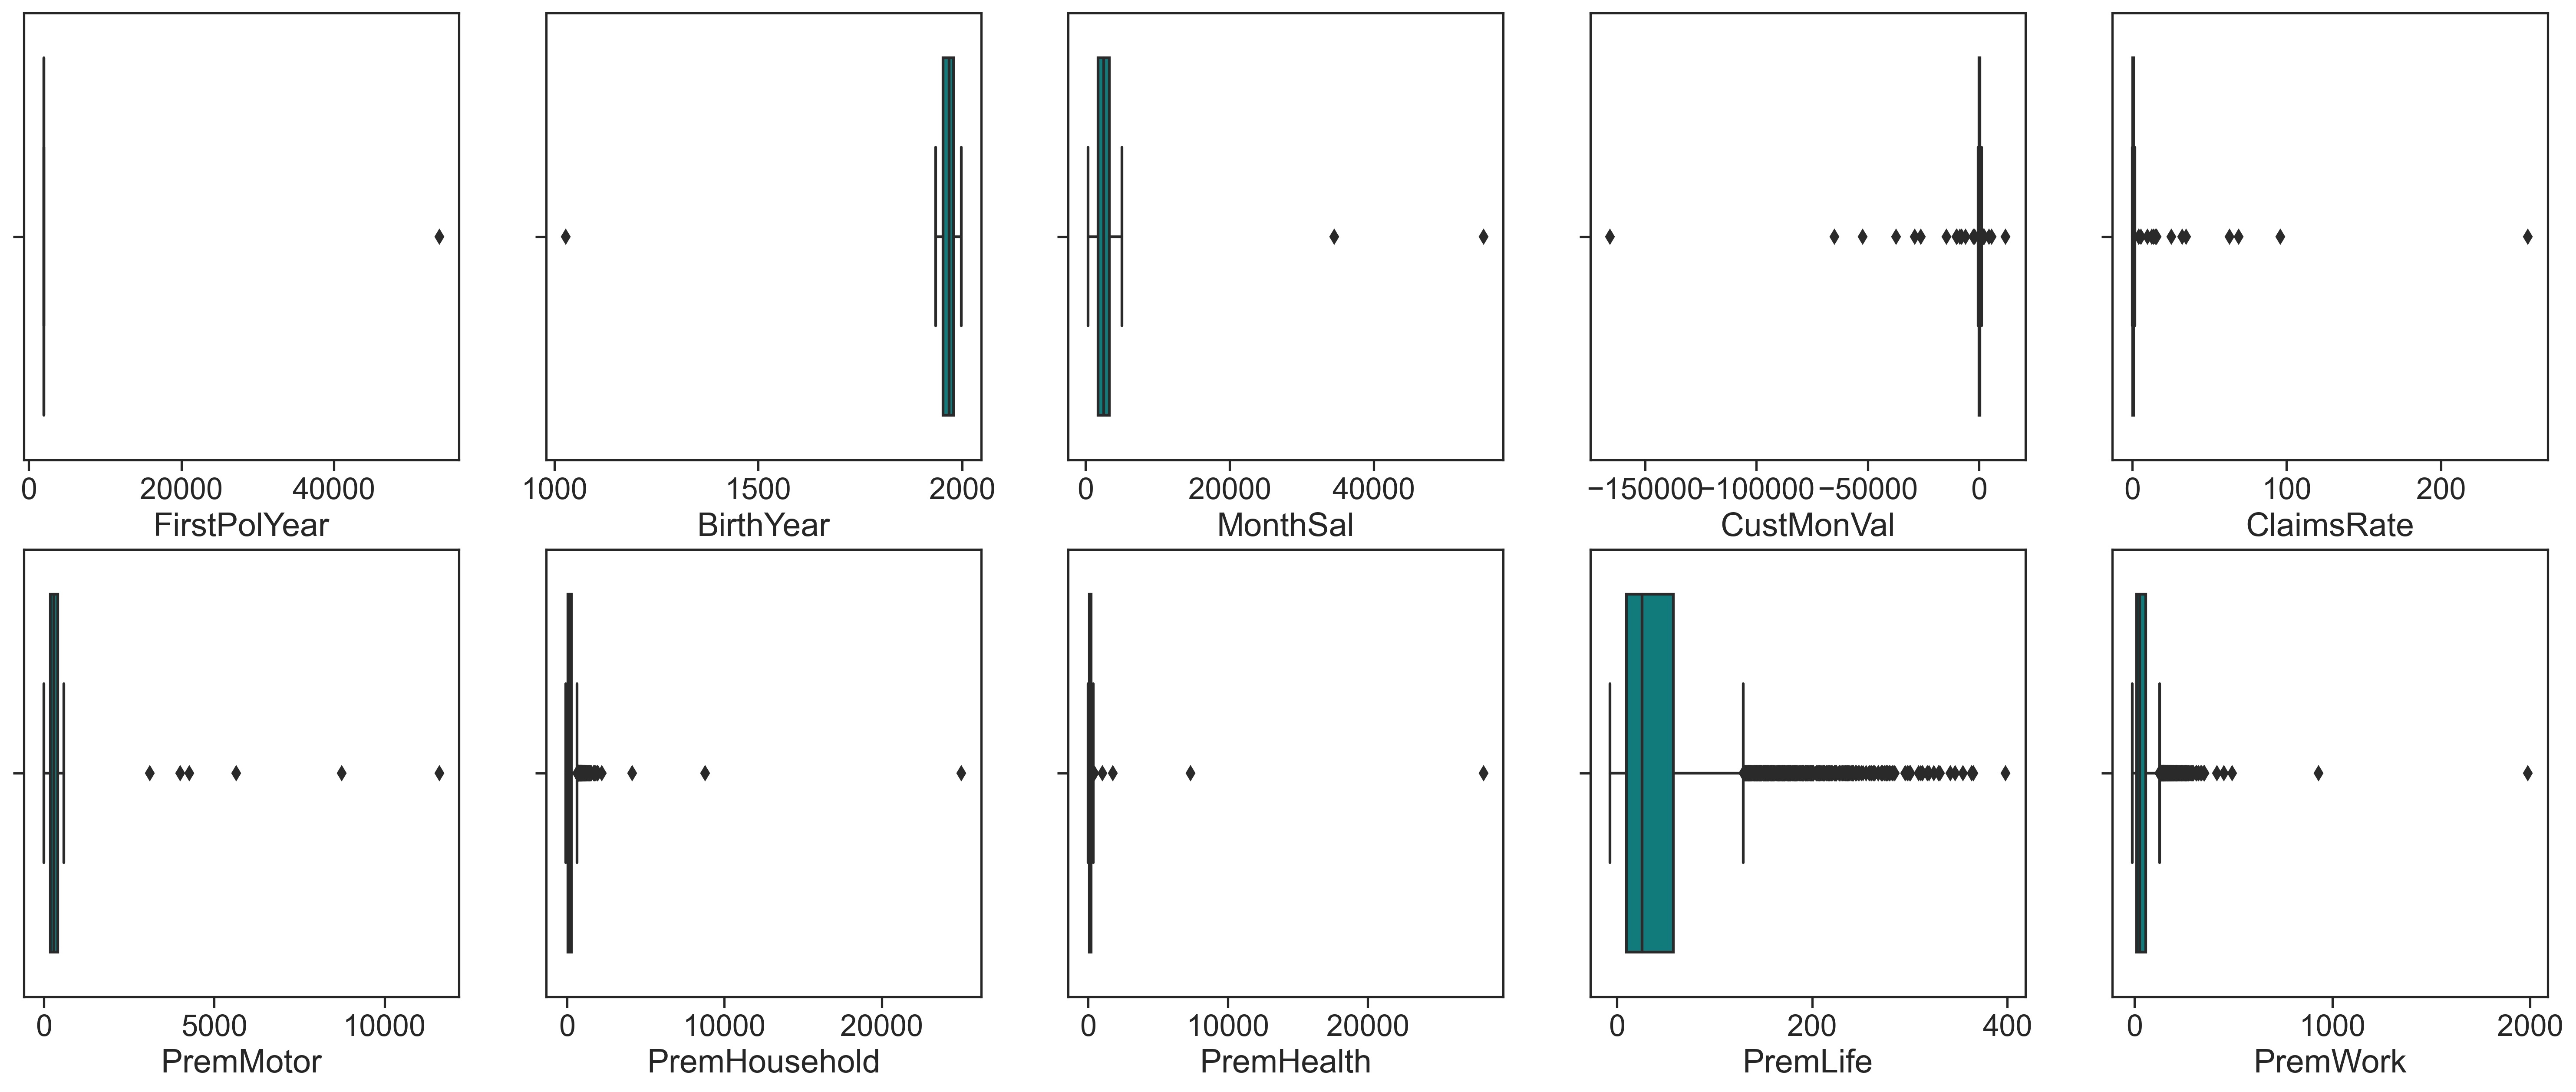 0 20000 40000
FirstPolYear
1000 1500 2000
BirthYear
0 20000 40000
MonthSal
−150000 −100000 −50000 0
CustMonVal
0 100 200
ClaimsRate
0 5000 10000
PremMotor
0 10000 20000
PremHousehold
0 10000 20000
PremHealth
0 200 400
PremLife
0 1000 2000
PremWork